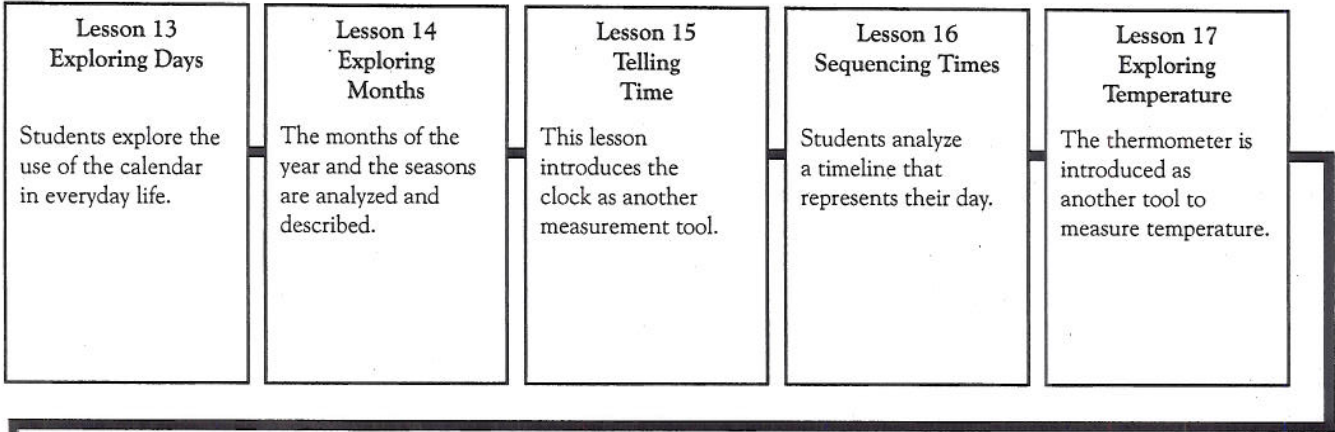 Lesson 13
Exploring Days
Students explore the
use of the calendar
in everyday life.
Lesson 14
Exploring
Months
The months of the
year and the seasons
are analyzed and
described.
Lesson 15
Telling
Time
This lesson
introduces the
clock as another
measurement tool.
Lesson 16
Sequencing Times
Students analyze
a timeline that
represents their day.
Lesson 17
Exploring
Temperature
The thermometer is
introduced as
another tool to
measure temperature.